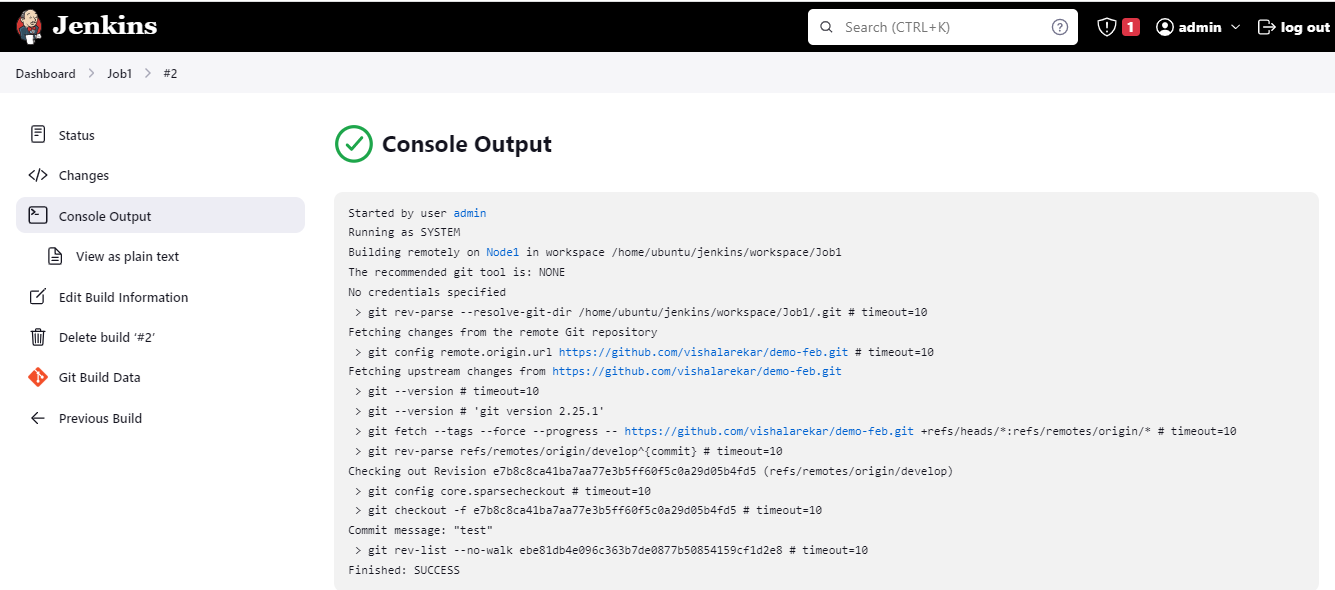 Jenkins
Search (CTRL+K)
1
admin
log out
Dashboard
Job1
#2
Status
Changes
Console Output
View as plain text
Edit Build Information
Delete build ‘#2’
Git Build Data
Previous Build
Console Output
Started by user admin
Running as SYSTEM
Building remotely on Node1 in workspace /home/ubuntu/jenkins/workspace/Job1
The recommended git tool is: NONE
No credentials specified
> git rev-parse --resolve-git-dir /home/ubuntu/jenkins/workspace/Job1/.git # timeout=10
Fetching changes from the remote Git repository
> git config remote.origin.url https://github.com/vishalarekar/demo-feb.git # timeout=10
Fetching upstream changes from https://github.com/vishalarekar/demo-feb.git
> git --version # timeout=10
> git --version # 'git version 2.25.1'
> git fetch --tags --force --progress -- https://github.com/vishalarekar/demo-feb.git +refs/heads/*:refs/remotes/origin/* # timeout=10
> git rev-parse refs/remotes/origin/develop^{commit} # timeout=10
Checking out Revision e7b8c8ca41ba7aa77e3b5ff60f5c0a29d05b4fd5 (refs/remotes/origin/develop)
> git config core.sparsecheckout # timeout=10
> git checkout -f e7b8c8ca41ba7aa77e3b5ff60f5c0a29d05b4fd5 # timeout=10
Commit message: "test"
> git rev-list --no-walk ebe81db4e096c363b7de0877b50854159cf1d2e8 # timeout=10
Finished: SUCCESS